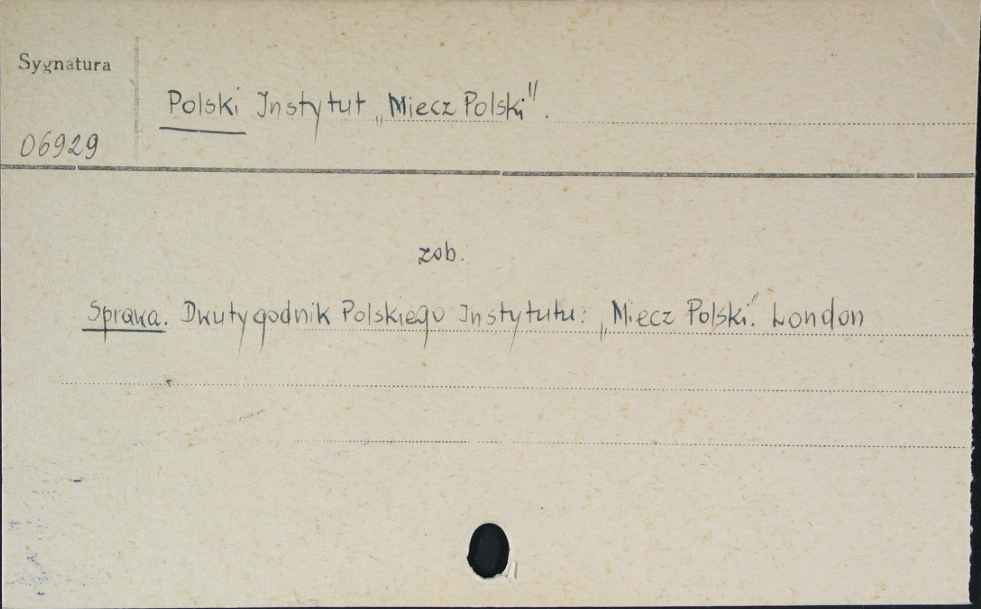 Sygnatura
Polski Instytut „Miecz Polski".
06929
zob.
Sprawa. Dwutygodnik Polskiego Instytutu: „Miecz Polski". London